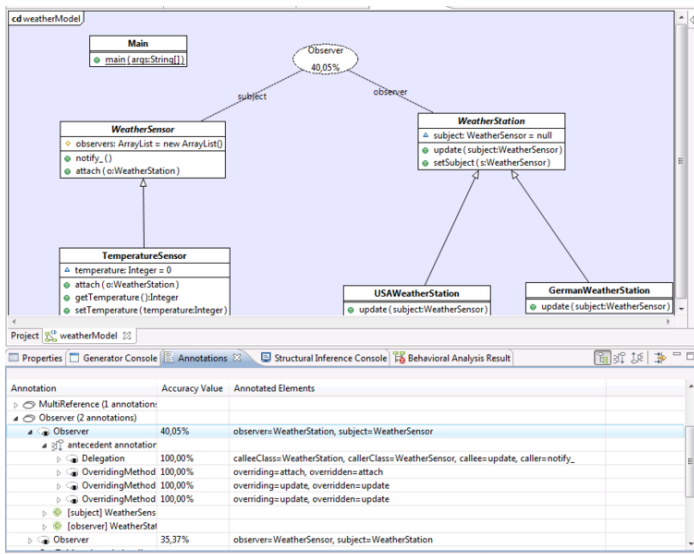 cd weatherModel
Main
main (args:String[])
Observer
40,05%
subject
observer
WeatherSensor
observers: ArrayList = new ArrayList()
notify_ ()
attach (o:WeatherStation)
WeatherStation
subject: WeatherSensor = null
update (subject:WeatherSensor)
setSubject (s:WeatherSensor)
TemperatureSensor
temperature: Integer = 0
attach (o:WeatherStation)
getTemperature ():Integer
setTemperature (temperature:Integer)
USAWeatherStation
update (subject:WeatherSensor)
GermanWeatherStation
update (subject:WeatherSensor)
Project weatherModel
Properties Generator Console Annotations Structural Inference Console Behavioral Analysis Result
Annotation Accuracy Value Annotated Elements
MultiReference (1 annotations
Observer (2 annotations)
Observer 40,05% observer=WeatherStation, subject=WeatherSensor
antecedent annotation
Delegation 100,00% calleeClass=WeatherStation, callerClass=WeatherSensor, callee=update, caller=notify_
OverridingMethod 100,00% overriding=attach, overridden=attach
OverridingMethod 100,00% overriding=update, overridden=update
OverridingMethod 100,00% overriding=update, overridden=update
[subject] WeatherSens
[observer] WeatherStat
Observer 35,37% observer=WeatherSensor, subject=WeatherStation